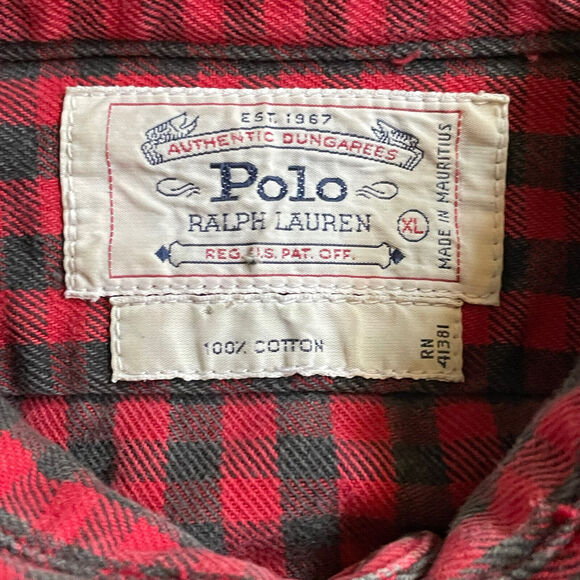 EST. 1967
AUTHENTIC DUNGAREES
Polo
RALPH LAUREN
XL
REG. U.S. PAT. OFF.
MADE IN MAURITIUS
100% COTTON
RN
41381